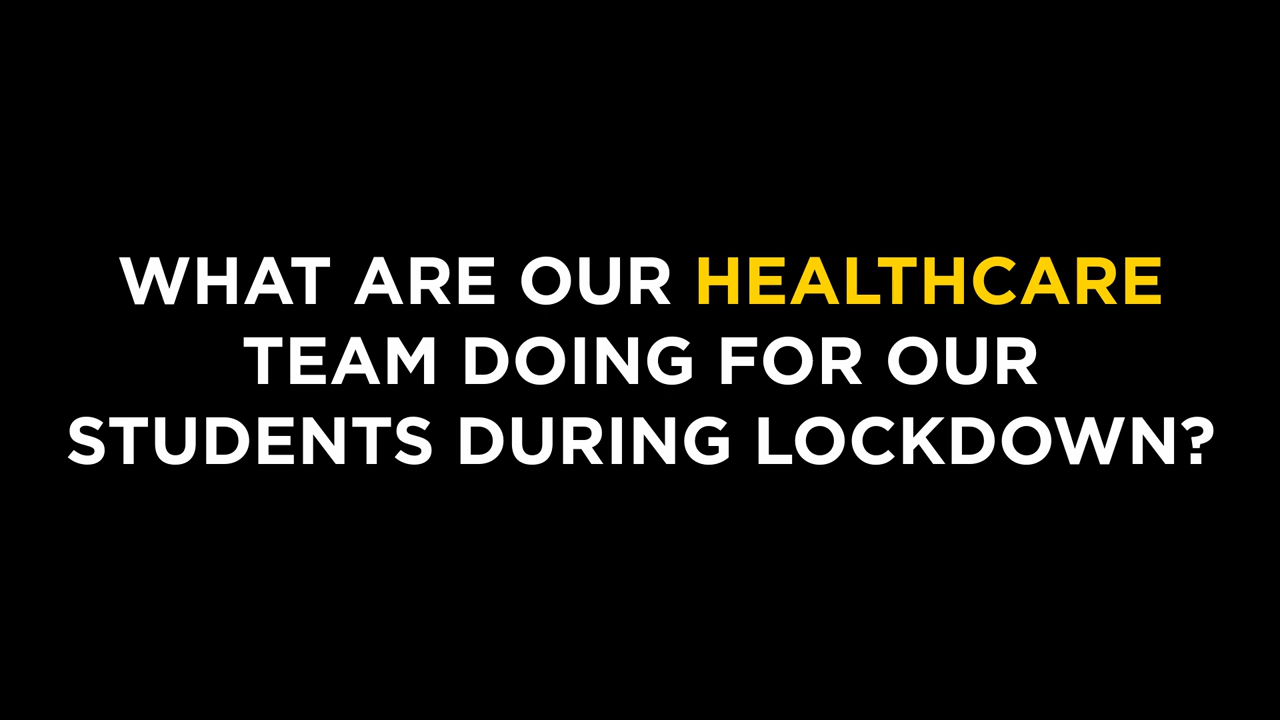 WHAT ARE OUR HEALTHCARE
TEAM DOING FOR OUR
STUDENTS DURING LOCKDOWN?